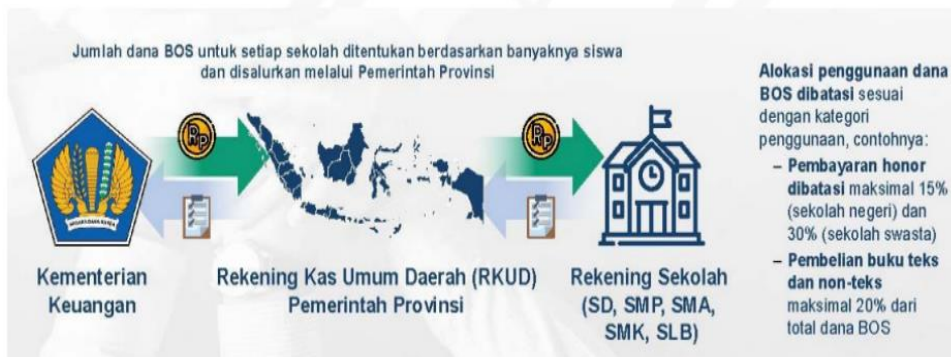 Jumlah dana BOS untuk setiap sekolah ditentukan berdasarkan banyaknya siswa
dan disalurkan melalui Pemerintah Provinsi
Rp
Rp
Kementerian
Keuangan
Rekening Kas Umum Daerah (RKUD)
Pemerintah Provinsi
Rekening Sekolah
(SD, SMP, SMA,
SMK, SLB)
Alokasi penggunaan dana
BOS dibatasi sesuai
dengan kategori
penggunaan, contohnya:
– Pembayaran honor
dibatasi maksimal 15%
(sekolah negeri) dan
30% (sekolah swasta)
– Pembelian buku teks
dan non-teks
maksimal 20% dari
total dana BOS